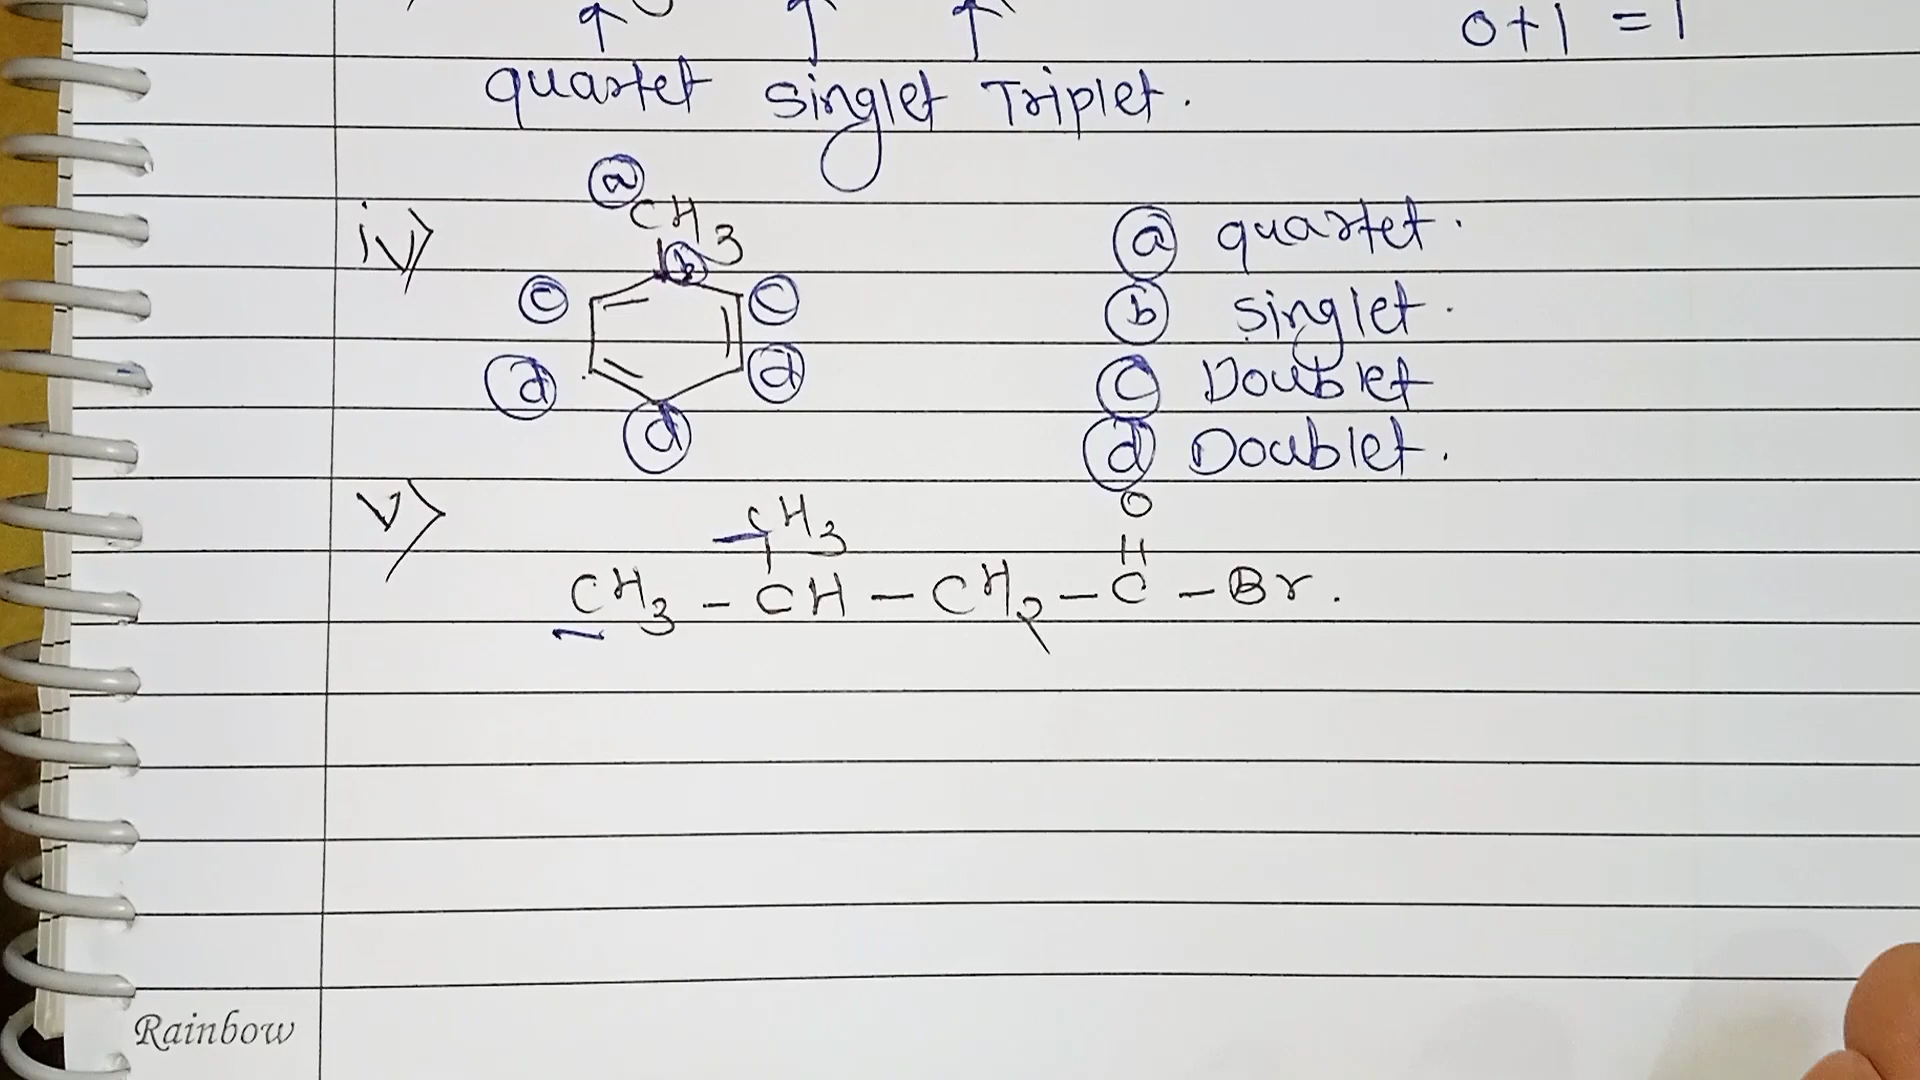 0+1 = 1
quartet singlet Triplet.
iv)
ⓐ
CH3
ⓑ
ⓒ ⓒ
ⓓ ⓓ
ⓓ
ⓐ quartet.
ⓑ singlet.
ⓒ Doublet
ⓓ Doublet.
v)
CH3 O
CH3 - CH - CH2 - C - Br.
Rainbow